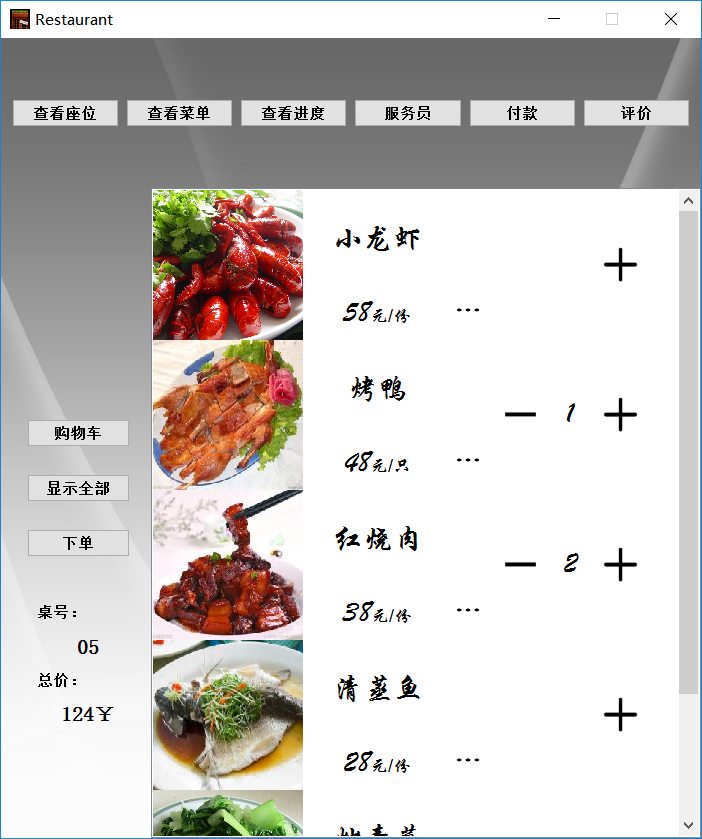 Restaurant
查看座位 查看菜单 查看进度 服务员 付款 评价
小龙虾
58元/份 ...
烤鸭
1
48元/只 ...
红烧肉
2
38元/份 ...
清蒸鱼
28元/份 ...
购物车
显示全部
下单
桌号：
05
总价：
124￥